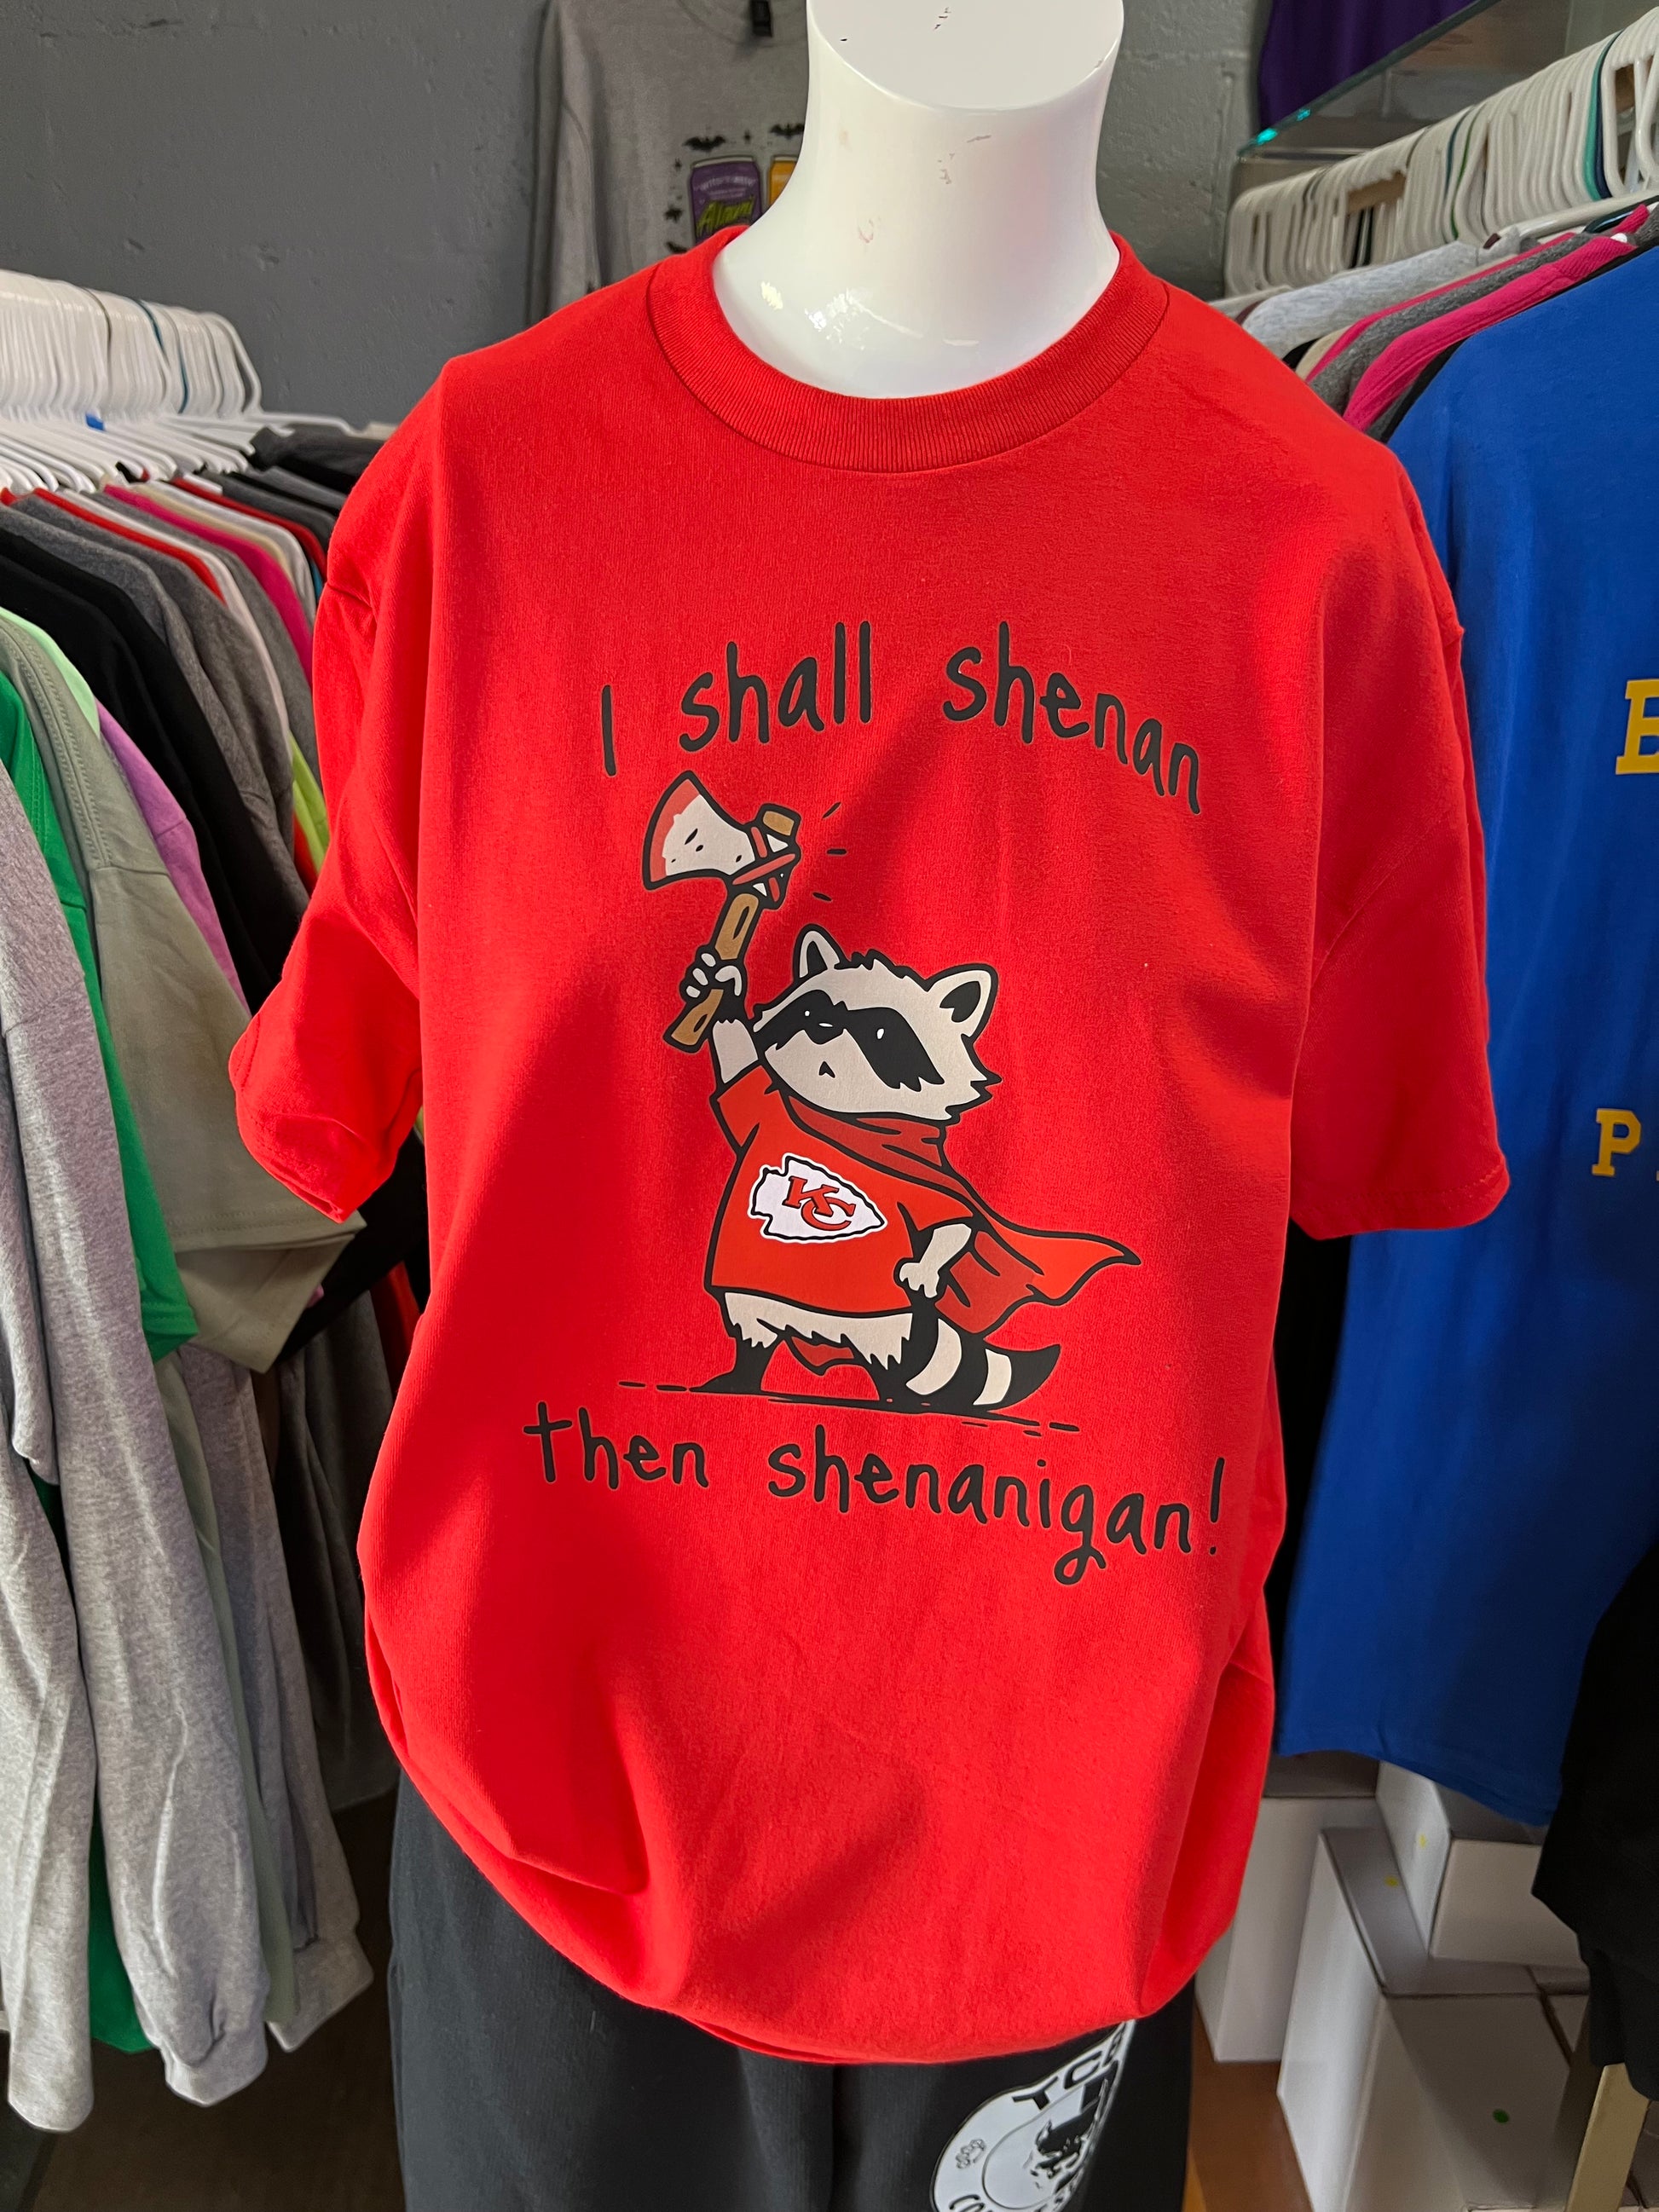 I shall shenan
KC
then shenanigan!